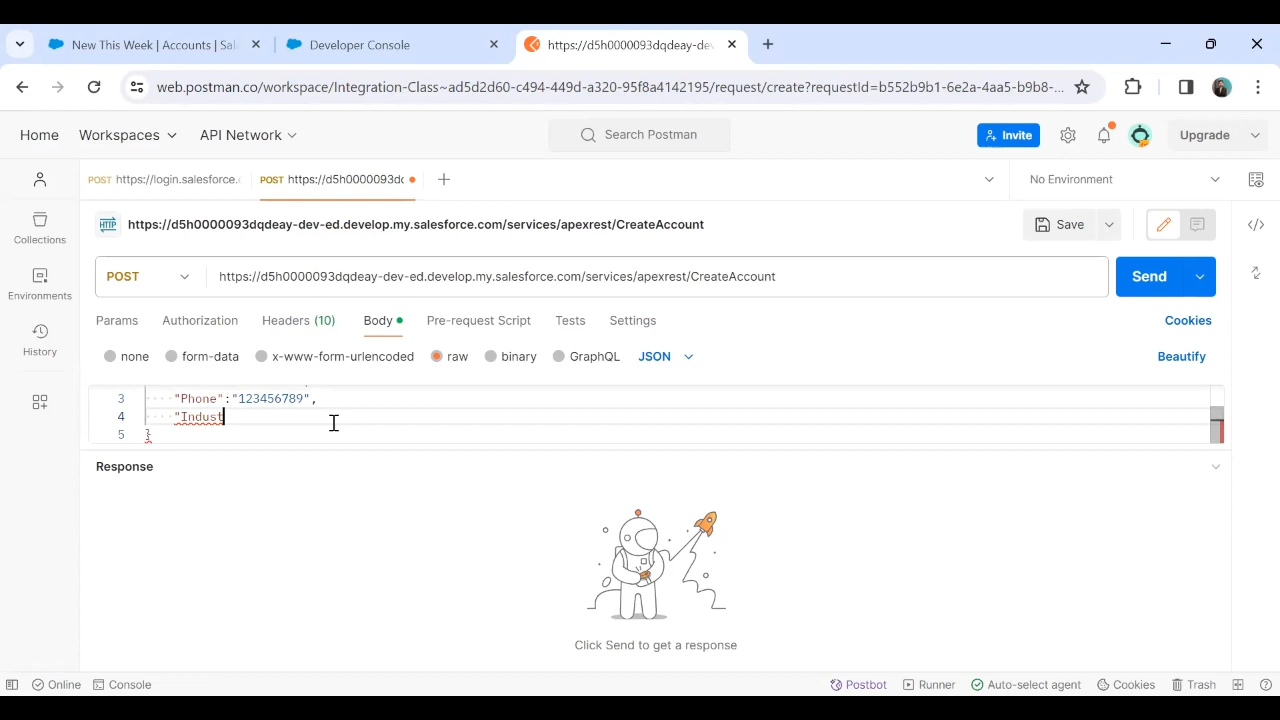 New This Week | Accounts | Sal
Developer Console
https://d5h0000093dqdeay-dev
web.postman.co/workspace/Integration-Class~ad5d2d60-c494-449d-a320-95f8a4142195/request/create?requestId=b552b9b1-6e2a-4aa5-b9b8-...
Home
Workspaces
API Network
Search Postman
Invite
Upgrade
POST https://login.salesforce.c
POST https://d5h0000093dc
No Environment
HTTP https://d5h0000093dqdeay-dev-ed.develop.my.salesforce.com/services/apexrest/CreateAccount
Save
POST
https://d5h0000093dqdeay-dev-ed.develop.my.salesforce.com/services/apexrest/CreateAccount
Send
Params
Authorization
Headers (10)
Body
Pre-request Script
Tests
Settings
Cookies
none
form-data
x-www-form-urlencoded
raw
binary
GraphQL
JSON
Beautify
3 "Phone":"123456789",
4 "Indust
5 }
Collections
Environments
History
Response
Click Send to get a response
Online
Console
Postbot
Runner
Auto-select agent
Cookies
Trash